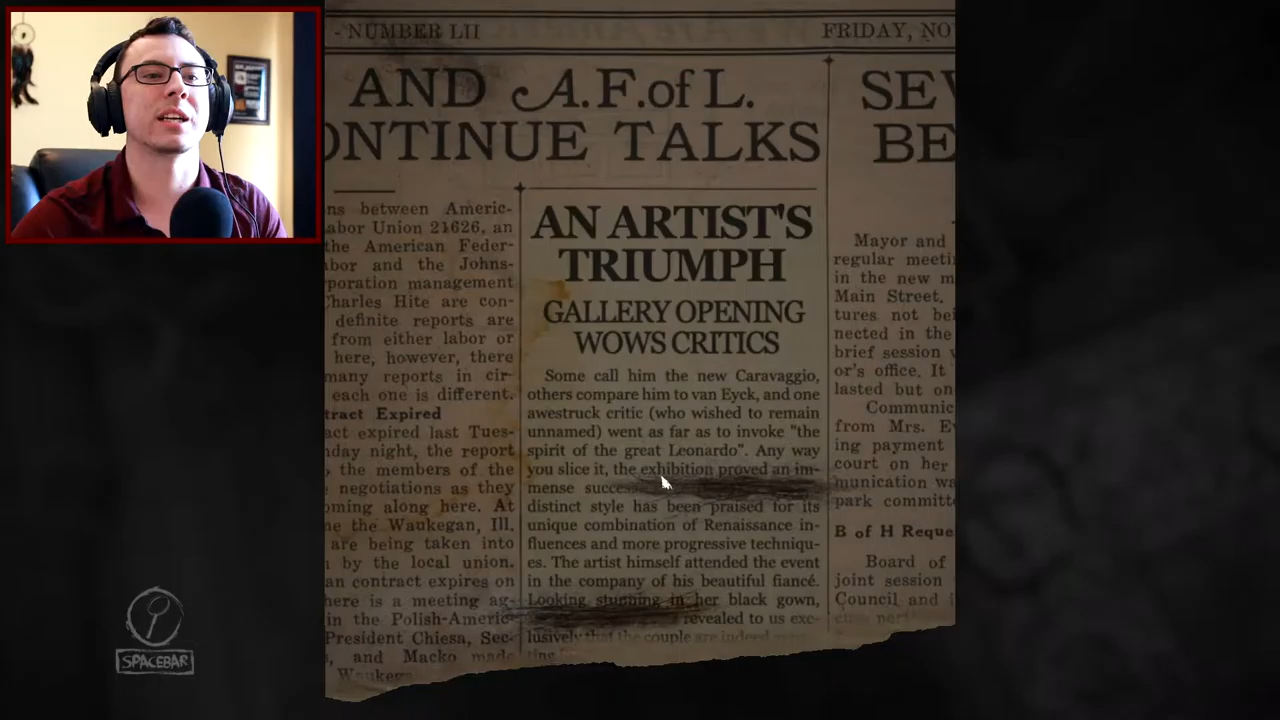 - NUMBER LII
FRIDAY, NO
AND A.F.of L.
ONTINUE TALKS
SEV
BE
ns between Americ-
abor Union 21626, an
the American Feder-
bor and the Johns-
rporation management
Charles Hite are con-
definite reports are
from either labor or
here, however, there
many reports in cir-
each one is different.
tract Expired
act expired last Tues-
day night, the report
the members of the
negotiations as they
oming along here. At
me the Waukegan, Ill.
are being taken into
by the local union.
an contract expires on
here is a meeting ag-
in the Polish-Americ-
President Chiesa, Sec-
, and Macko made
Waukega
AN ARTIST'S
TRIUMPH
GALLERY OPENING
WOWS CRITICS
Some call him the new Caravaggio,
others compare him to van Eyck, and one
awestruck critic (who wished to remain
unnamed) went as far as to invoke "the
spirit of the great Leonardo". Any way
you slice it, the exhibition proved an im-
mense succes
distinct style has been praised for its
unique combination of Renaissance in-
fluences and more progressive techniqu-
es. The artist himself attended the event
in the company of his beautiful fiancé.
Looking stunning in her black gown,
revealed to us exc-
lusively that the couple are indeed
ting
Mayor and
regular meeti
in the new m
Main Street.
tures not bei
nected in the
brief session
or's office. It
lasted but on
Communic
from Mrs. E
ing payment
court on her
munication wa
park committe
B of H Reque
Board of
joint session
Council and
SPACEBAR